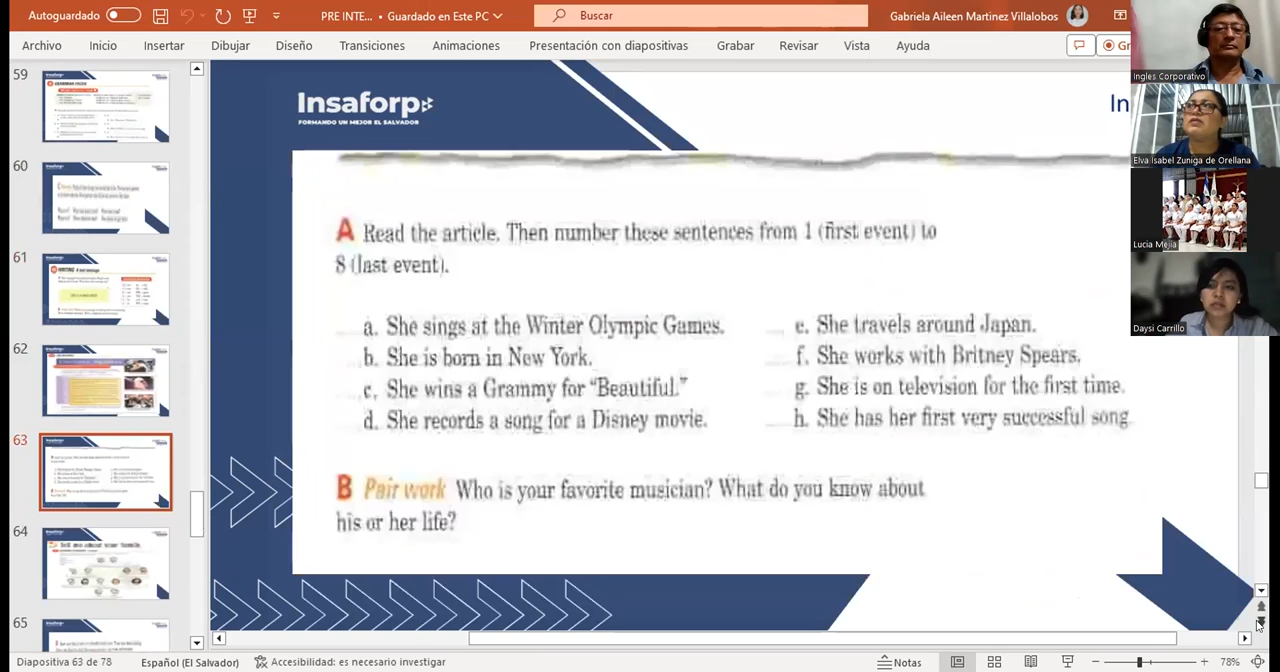 Autoguardado
PRE INTE... • Guardado en Este PC
Buscar
Gabriela Aileen Martinez Villalobos
Archivo Inicio Insertar Dibujar Diseño Transiciones Animaciones Presentación con diapositivas Grabar Revisar Vista Ayuda
Gr
Ingles Corporativo
Elva Isabel Zuniga de Orellana
Lucia Mejia
Daysi Carrillo
59
60
61
62
63
64
65
Insaforp
FORMANDO UN MEJOR EL SALVADOR
In
A Read the article. Then number these sentences from 1 (first event) to
8 (last event).
a. She sings at the Winter Olympic Games.
b. She is born in New York.
c. She wins a Grammy for “Beautiful.”
d. She records a song for a Disney movie.
e. She travels around Japan.
f. She works with Britney Spears.
g. She is on television for the first time.
h. She has her first very successful song.
B Pair work Who is your favorite musician? What do you know about
his or her life?
Diapositiva 63 de 78 Español (El Salvador) Accesibilidad: es necesario investigar Notas 78%